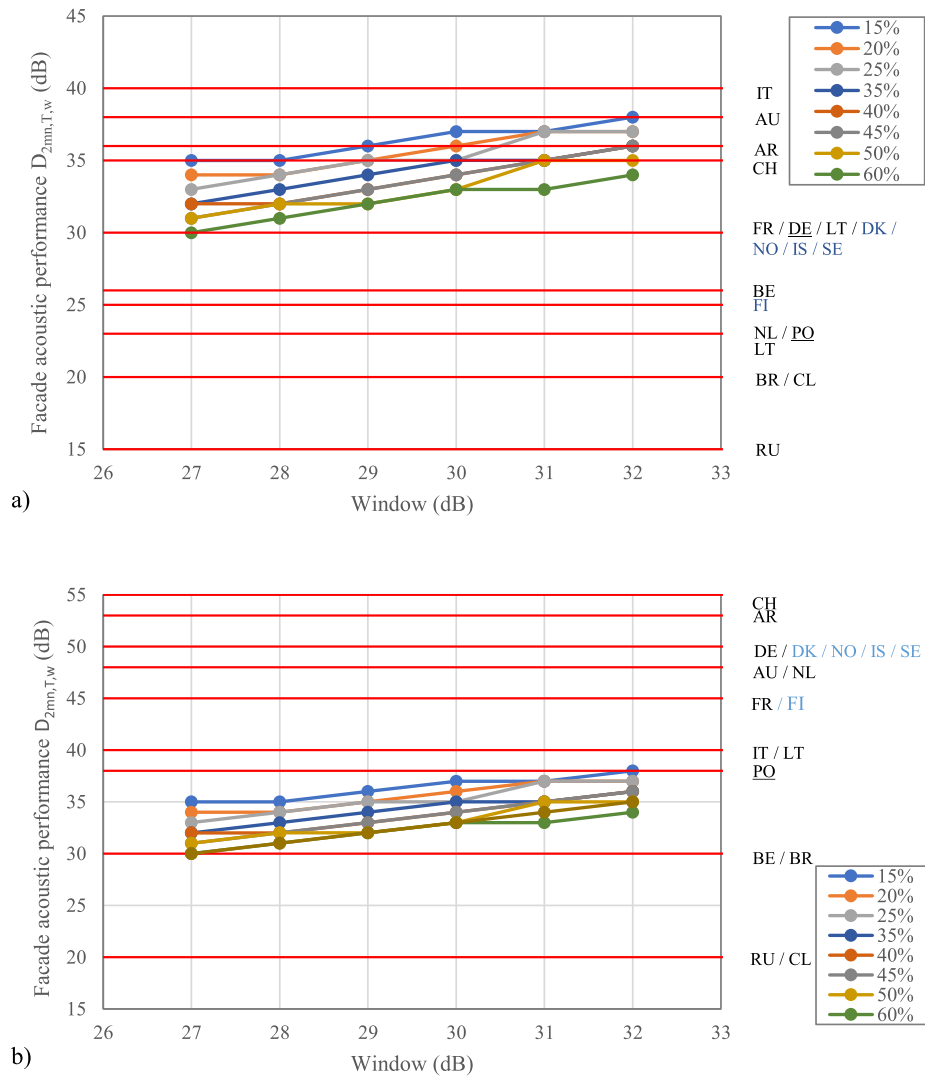 45
40
35
30
25
20
15
26 27 28 29 30 31 32 33
Facade acoustic performance D2mn,T,w (dB)
Window (dB)
a)
IT
AU
AR
CH
FR / DE / LT / DK /
NO / IS / SE
BE
FI
NL / PO
LT
BR / CL
RU
15%
20%
25%
35%
40%
45%
50%
60%
55
50
45
40
35
30
25
20
15
26 27 28 29 30 31 32 33
Facade acoustic performance D2mn,T,w (dB)
Window (dB)
b)
CH
AR
DE / DK / NO / IS / SE
AU / NL
FR / FI
IT / LT
PO
BE / BR
RU / CL
15%
20%
25%
35%
40%
45%
50%
60%